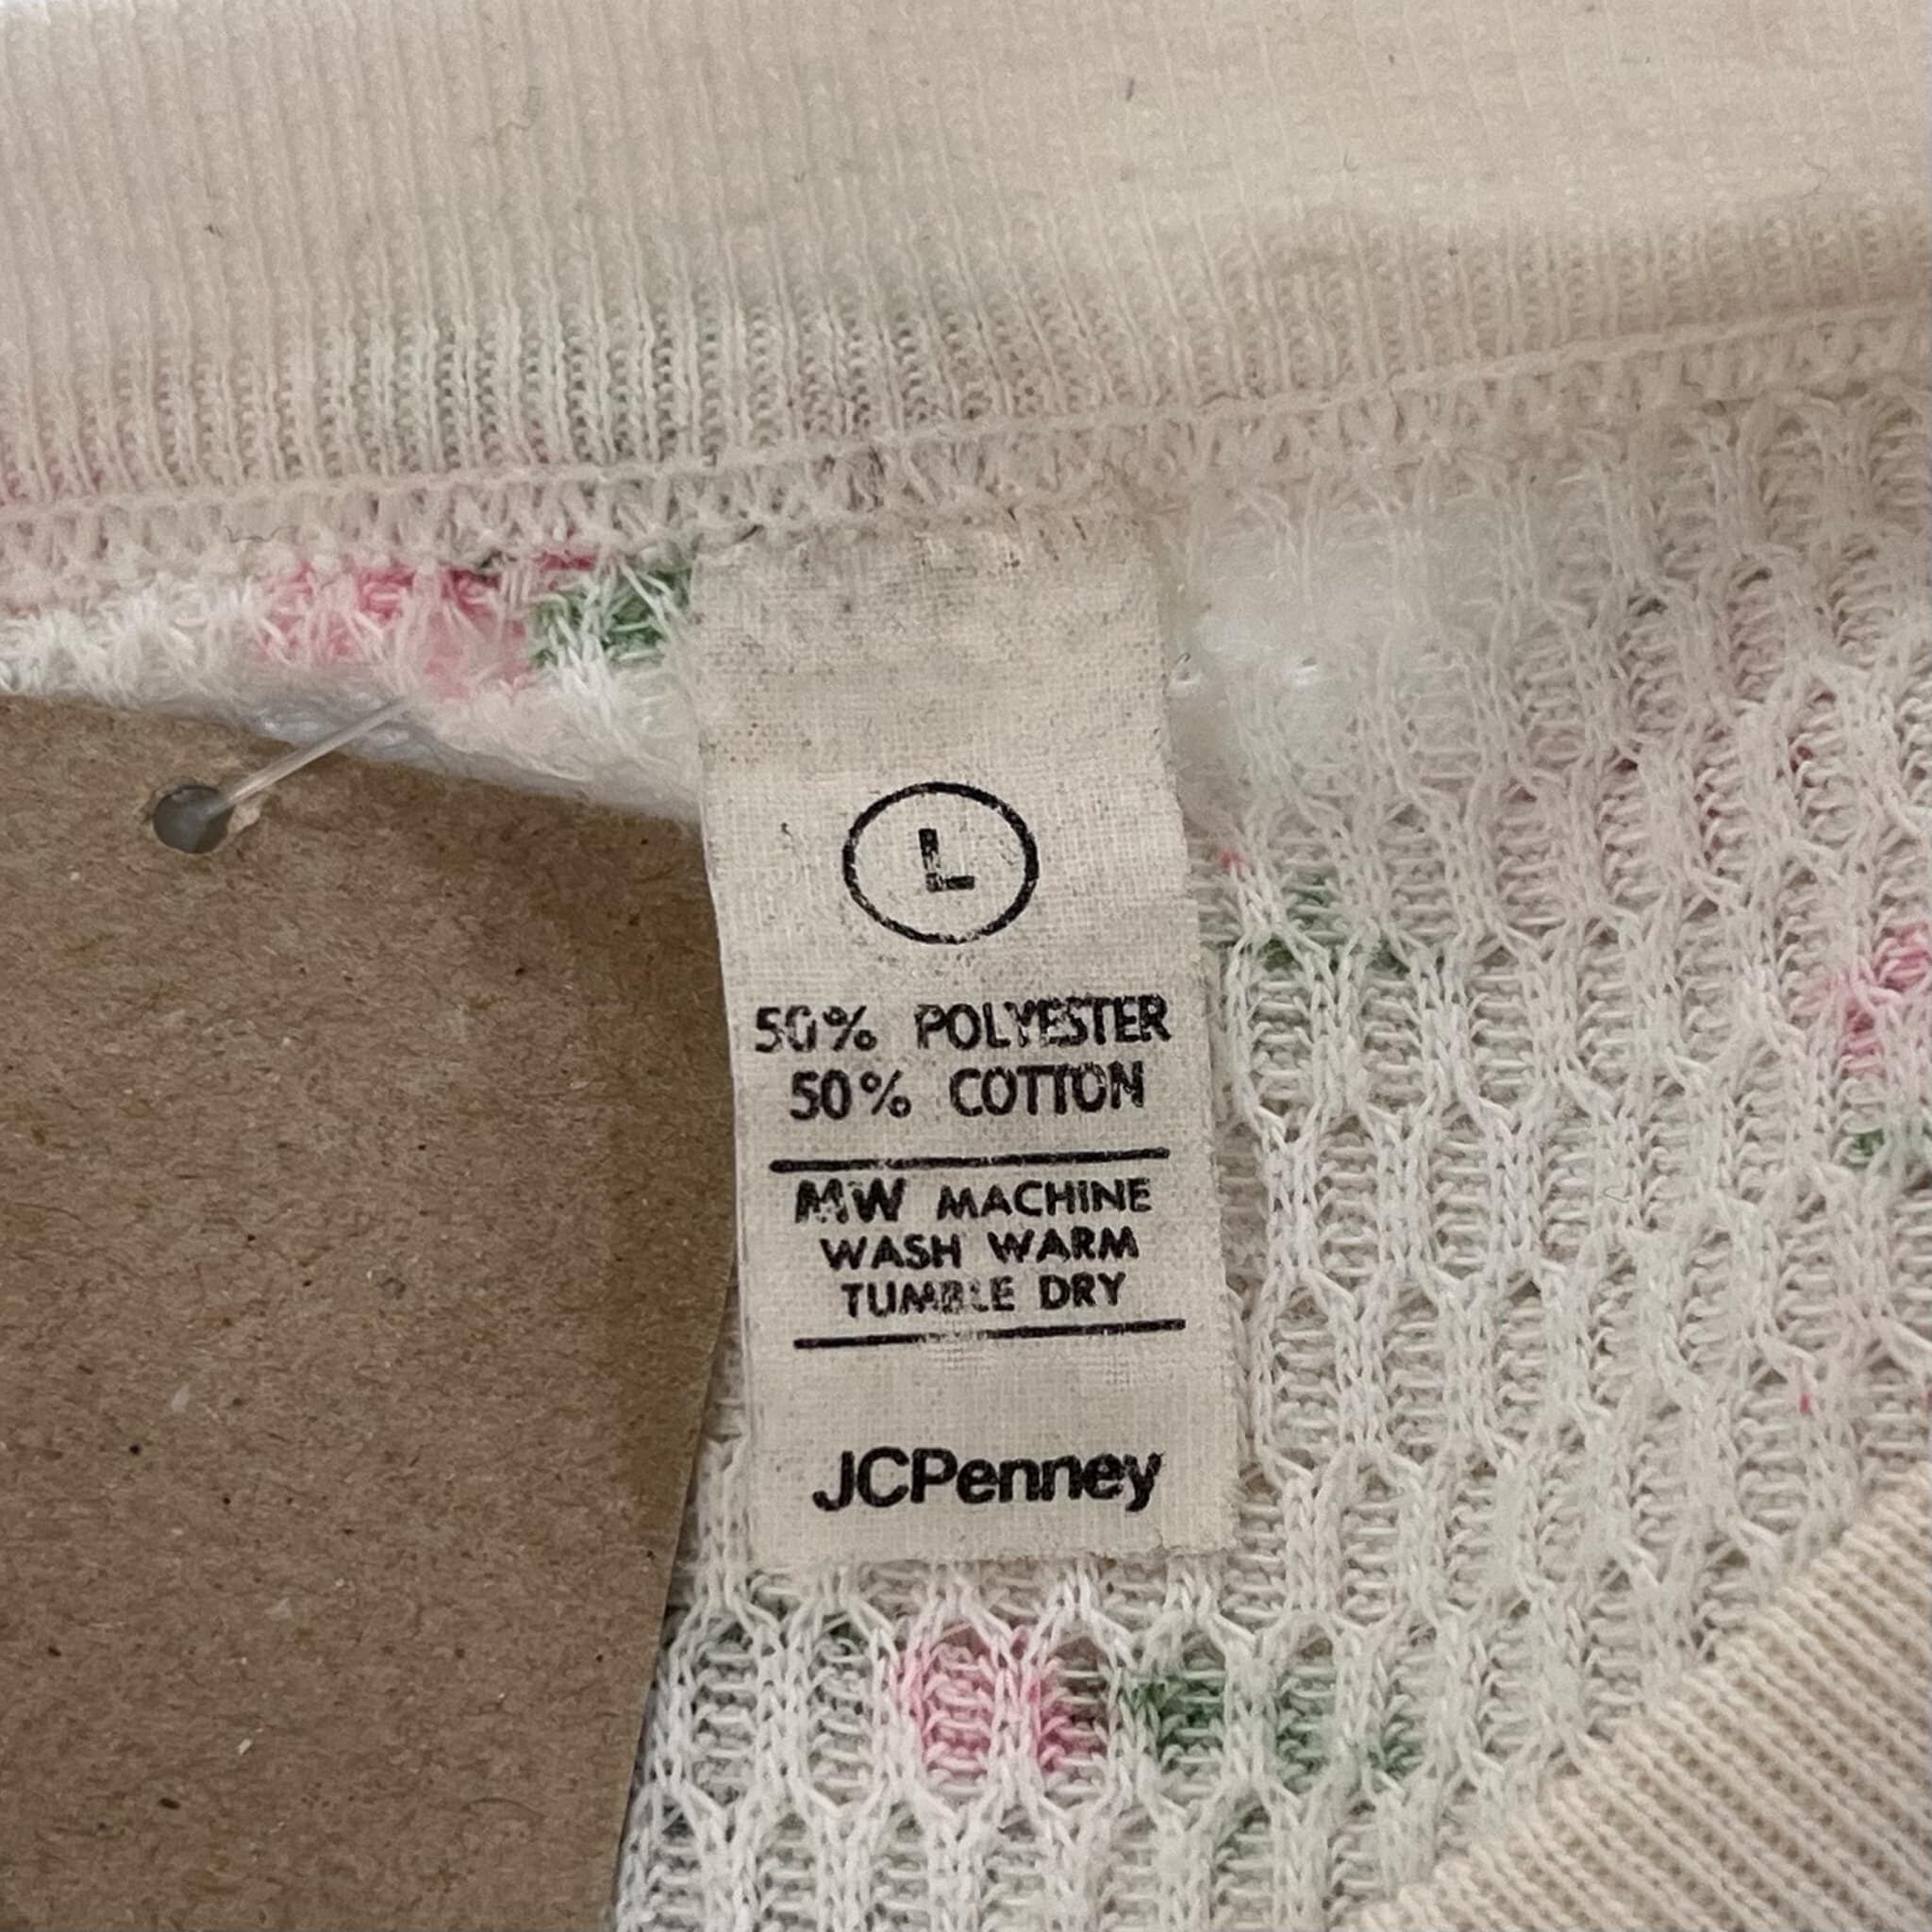 L
50% POLYESTER
50% COTTON
MW MACHINE
WASH WARM
TUMBLE DRY
JCPenney